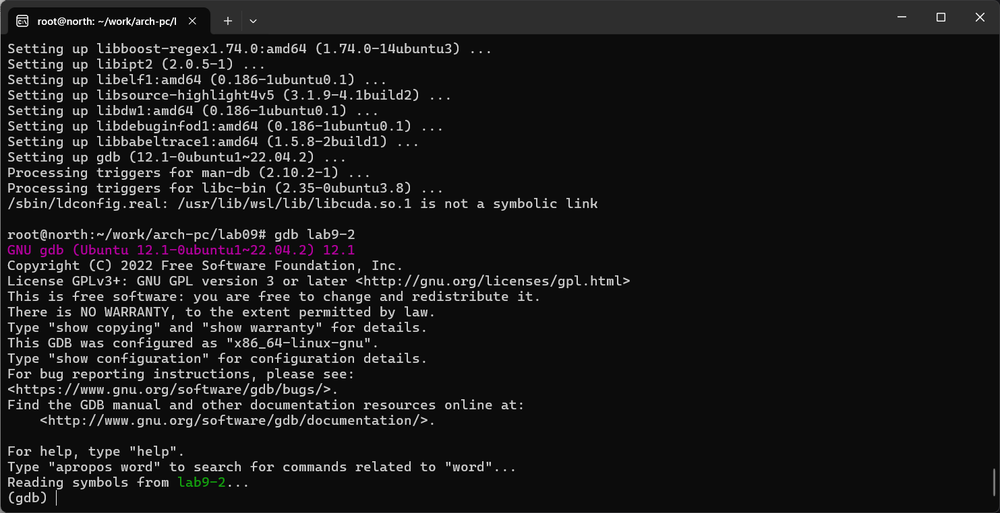 root@north: ~/work/arch-pc/l
Setting up libboost-regex1.74.0:amd64 (1.74.0-14ubuntu3) ...
Setting up libipt2 (2.0.5-1) ...
Setting up libelf1:amd64 (0.186-1ubuntu0.1) ...
Setting up libsource-highlight4v5 (3.1.9-4.1build2) ...
Setting up libdw1:amd64 (0.186-1ubuntu0.1) ...
Setting up libdebuginfod1:amd64 (0.186-1ubuntu0.1) ...
Setting up libbabeltrace1:amd64 (1.5.8-2build1) ...
Setting up gdb (12.1-0ubuntu1~22.04.2) ...
Processing triggers for man-db (2.10.2-1) ...
Processing triggers for libc-bin (2.35-0ubuntu3.8) ...
/sbin/ldconfig.real: /usr/lib/wsl/lib/libcuda.so.1 is not a symbolic link
root@north:~/work/arch-pc/lab09# gdb lab9-2
GNU gdb (Ubuntu 12.1-0ubuntu1~22.04.2) 12.1
Copyright (C) 2022 Free Software Foundation, Inc.
License GPLv3+: GNU GPL version 3 or later <http://gnu.org/licenses/gpl.html>
This is free software: you are free to change and redistribute it.
There is NO WARRANTY, to the extent permitted by law.
Type "show copying" and "show warranty" for details.
This GDB was configured as "x86_64-linux-gnu".
Type "show configuration" for configuration details.
For bug reporting instructions, please see:
<https://www.gnu.org/software/gdb/bugs/>.
Find the GDB manual and other documentation resources online at:
    <http://www.gnu.org/software/gdb/documentation/>.
For help, type "help".
Type "apropos word" to search for commands related to "word"...
Reading symbols from lab9-2...
(gdb)